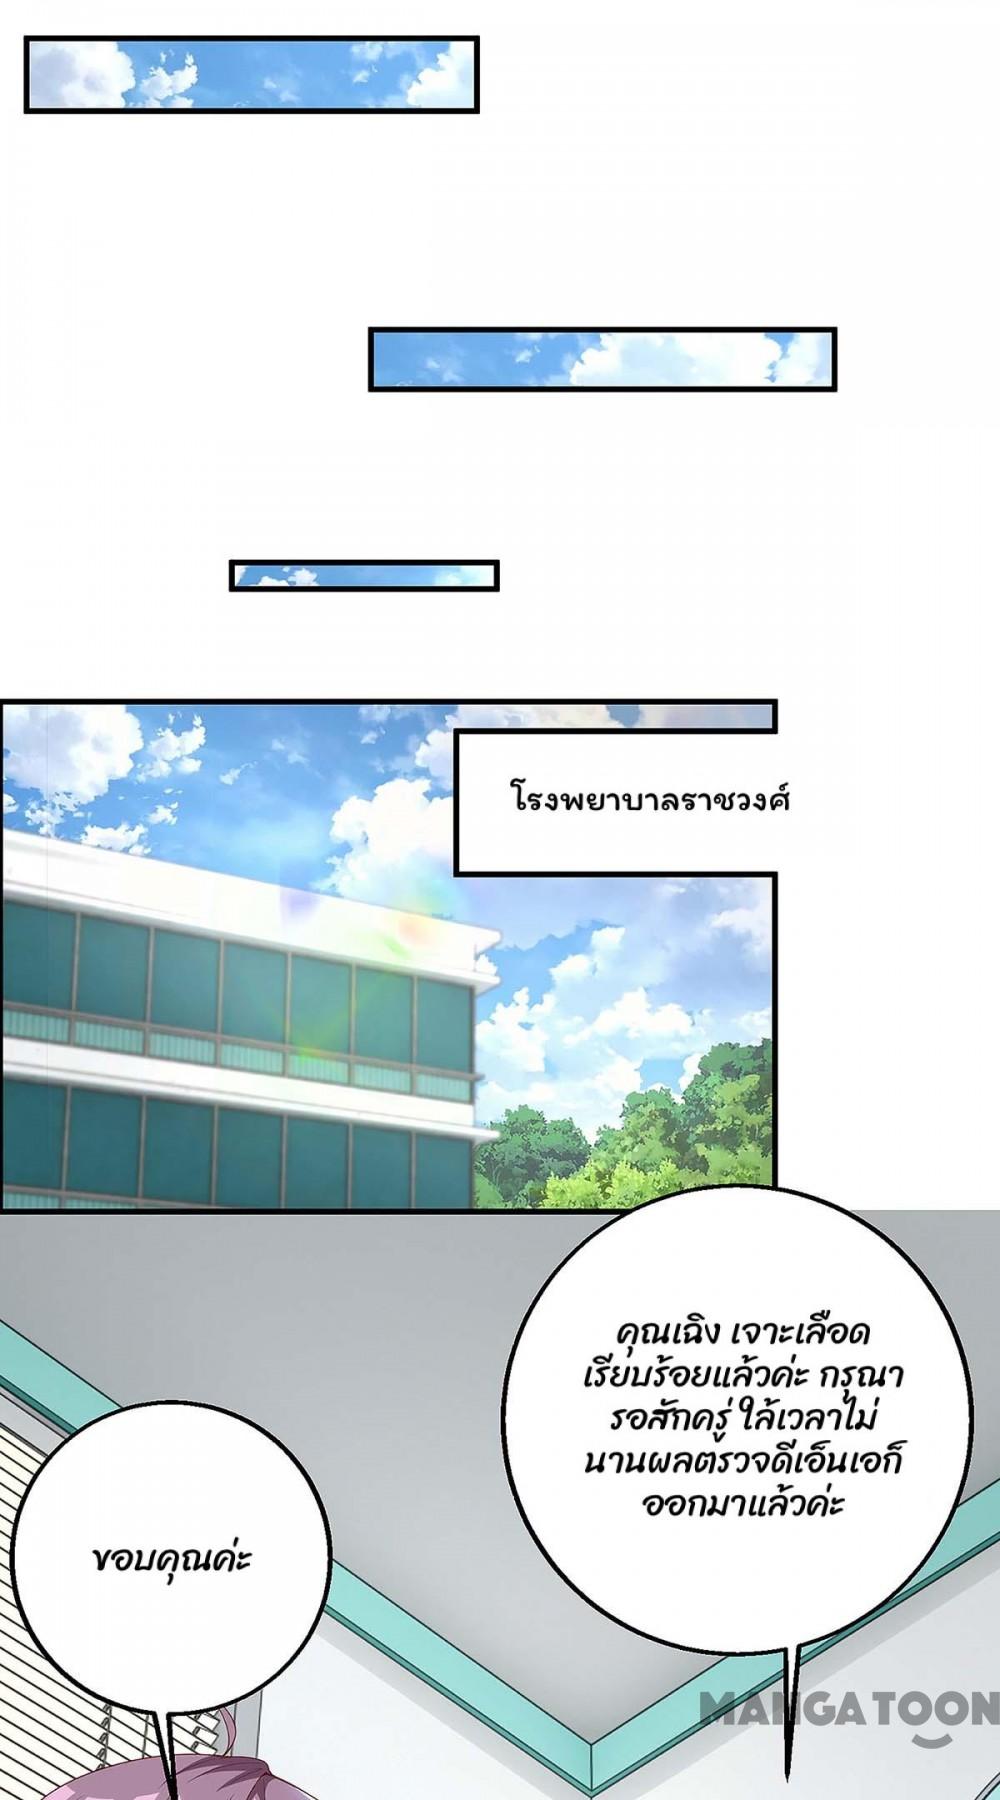 โรงพยาบาลราชวงศ์
คุณเฉิง เจาะเลือด
เรียบร้อยแล้วค่ะ กรุณา
รอสักครู่ ใล้เวลาไม่
นานผลตรวจดีเอ็นเอก็
ออกมาแล้วค่ะ
ขอบคุณค่ะ
MANGATOON